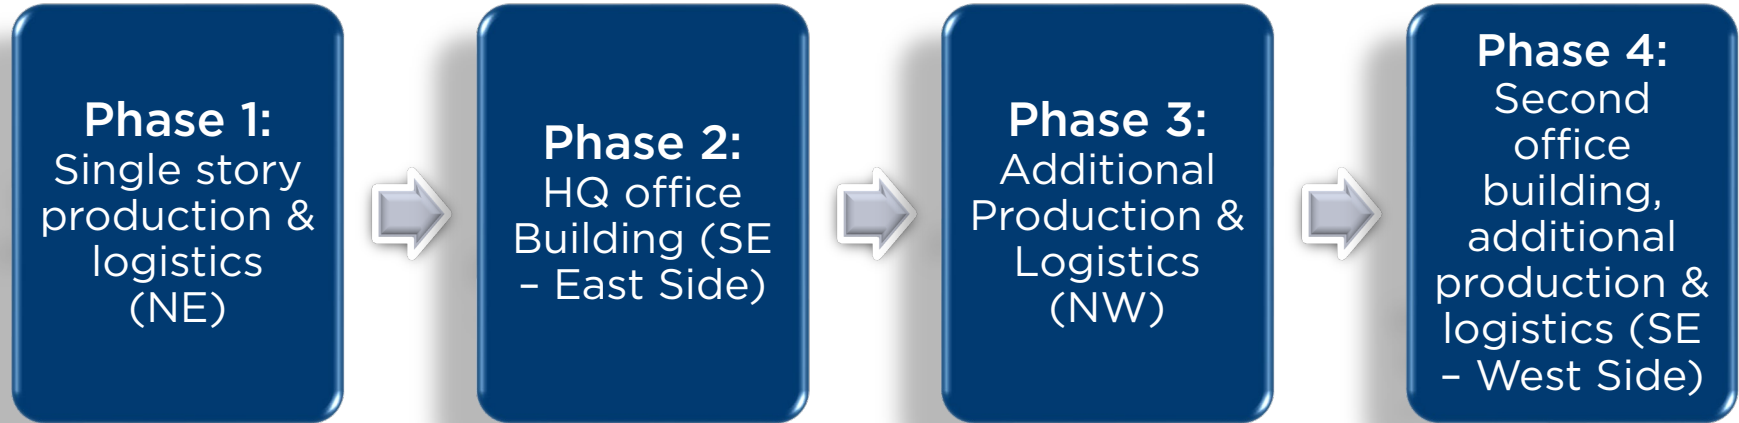 Phase 1:
Single story
production &
logistics
(NE)
Phase 2:
HQ office
Building (SE
– East Side)
Phase 3:
Additional
Production &
Logistics
(NW)
Phase 4:
Second
office
building,
additional
production &
logistics (SE
– West Side)